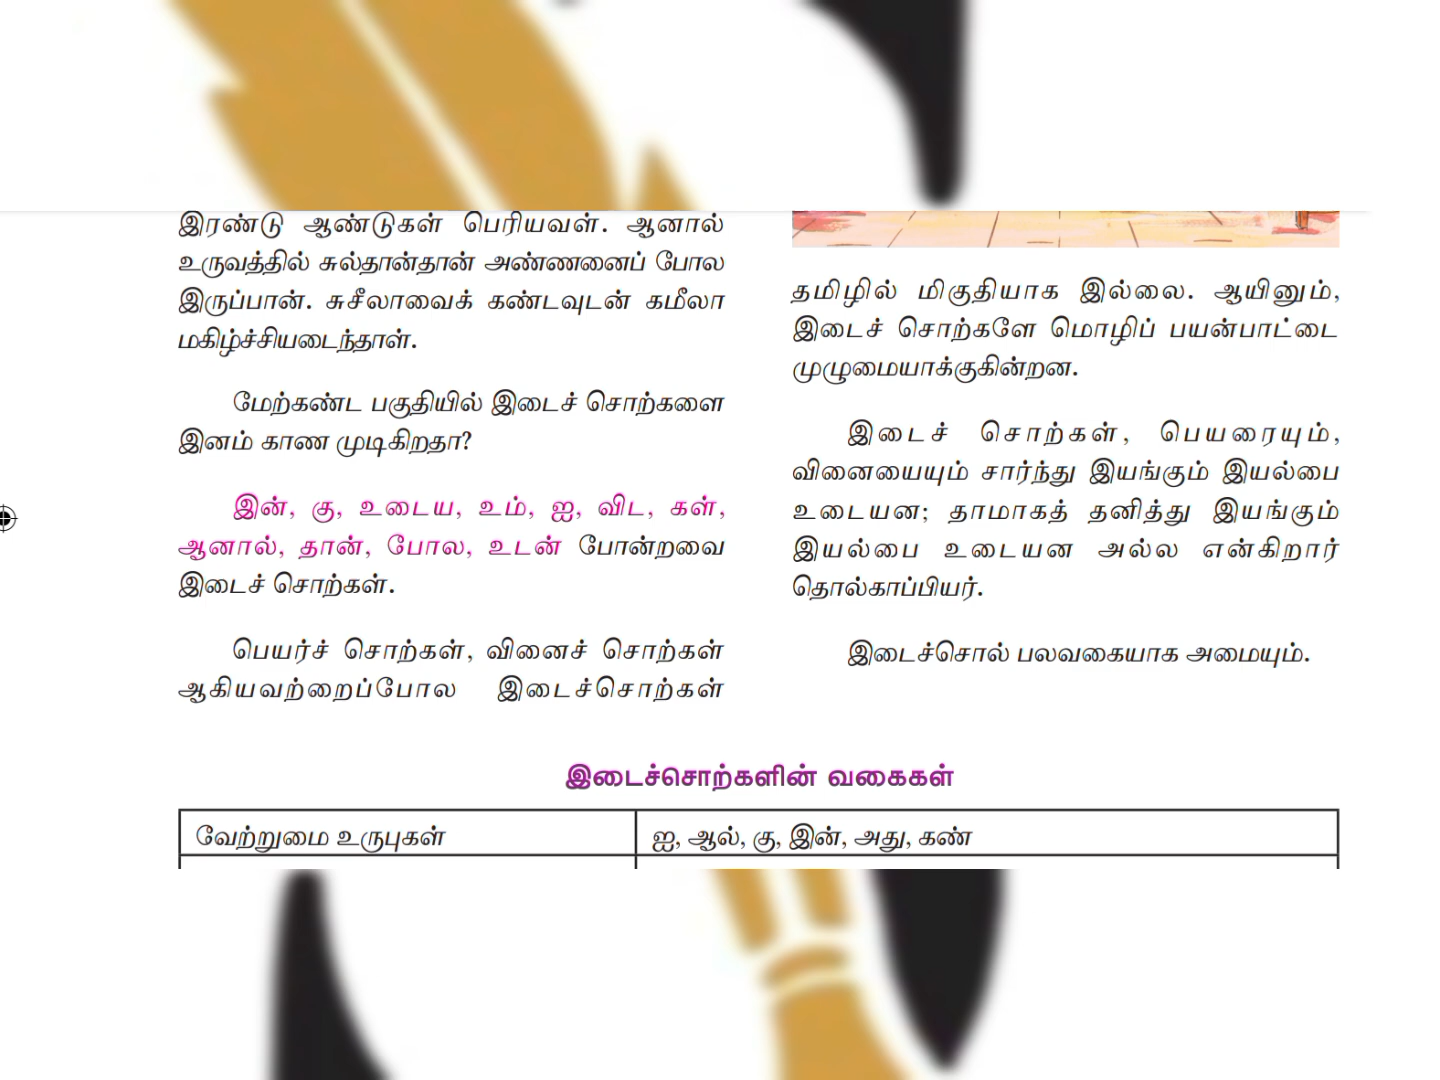 இரண்டு ஆண்டுகள் பெரியவள். ஆனால்
உருவத்தில் சுல்தான்தான் அண்ணனைப் போல
இருப்பான். சுசீலாவைக் கண்டவுடன் கமீலா
மகிழ்ச்சியடைந்தாள்.
மேற்கண்ட பகுதியில் இடைச் சொற்களை
இனம் காண முடிகிறதா?
இன், கு, உடைய, உம், ஐ, விட, கள்,
ஆனால், தான், போல, உடன் போன்றவை
இடைச் சொற்கள்.
பெயர்ச் சொற்கள், வினைச் சொற்கள்
ஆகியவற்றைப்போல இடைச்சொற்கள்
தமிழில் மிகுதியாக இல்லை. ஆயினும்,
இடைச் சொற்களே மொழிப் பயன்பாட்டை
முழுமையாக்குகின்றன.
இடைச் சொற்கள், பெயரையும்,
வினையையும் சார்ந்து இயங்கும் இயல்பை
உடையன; தாமாகத் தனித்து இயங்கும்
இயல்பை உடையன அல்ல என்கிறார்
தொல்காப்பியர்.
இடைச்சொல் பலவகையாக அமையும்.
இடைச்சொற்களின் வகைகள்
வேற்றுமை உருபுகள் ஐ, ஆல், கு, இன், அது, கண்